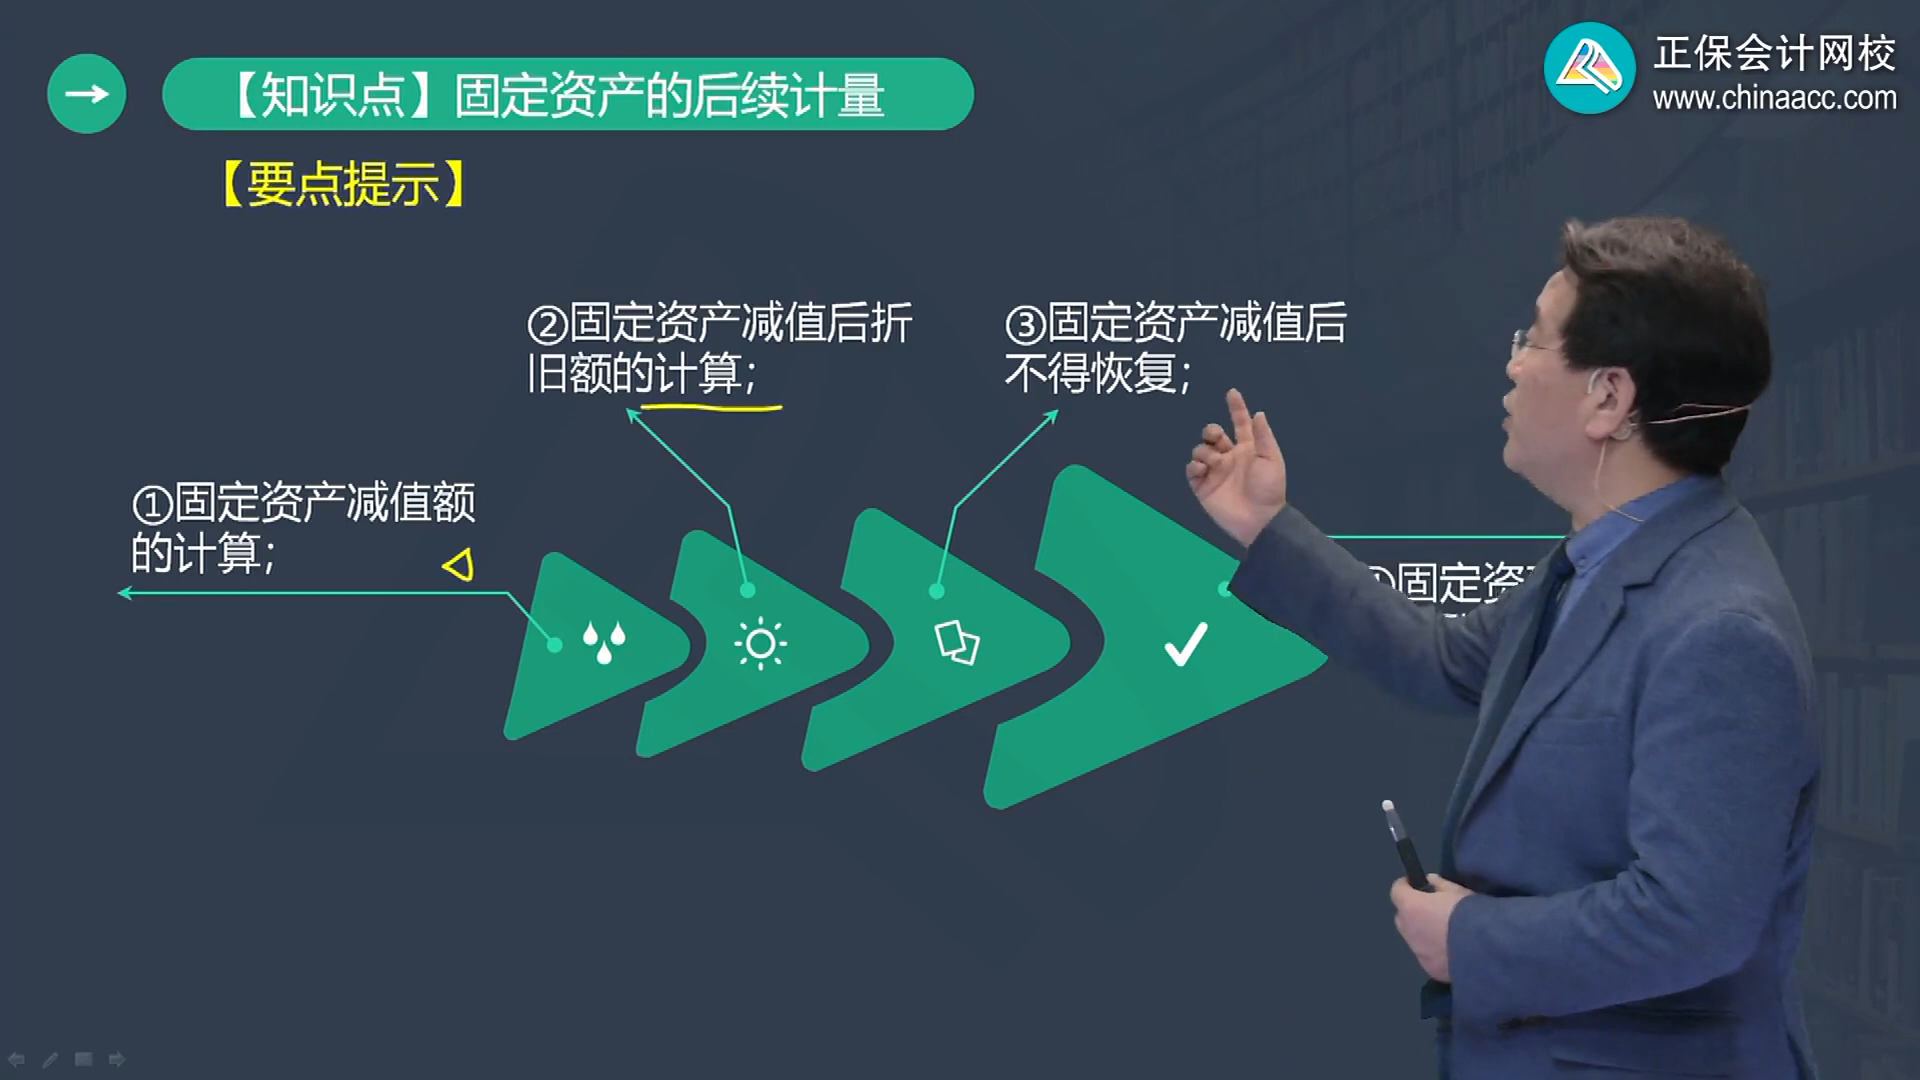 【知识点】固定资产的后续计量
正保会计网校
www.chinaacc.com
【要点提示】
①固定资产减值额
的计算；
②固定资产减值后折
旧额的计算；
③固定资产减值后
不得恢复；
固定资